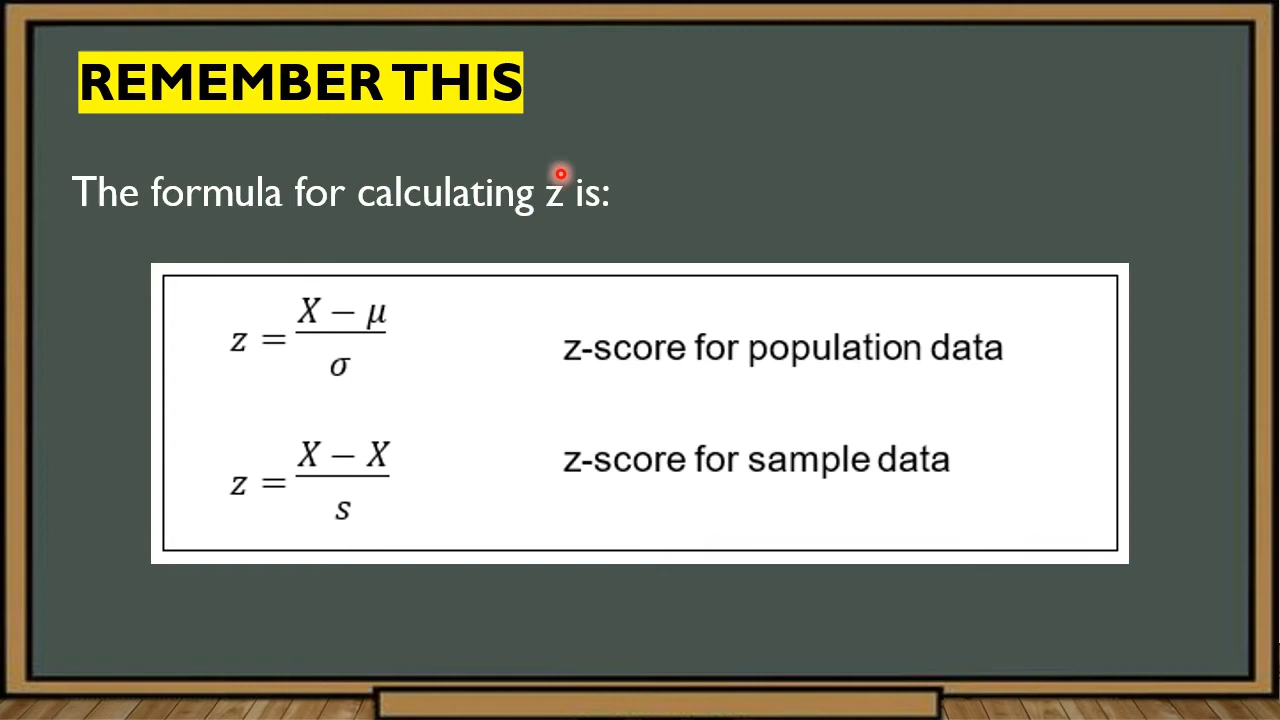 REMEMBER THIS
The formula for calculating z is:
z = (X − μ) / σ z-score for population data
z = (X − X) / s z-score for sample data